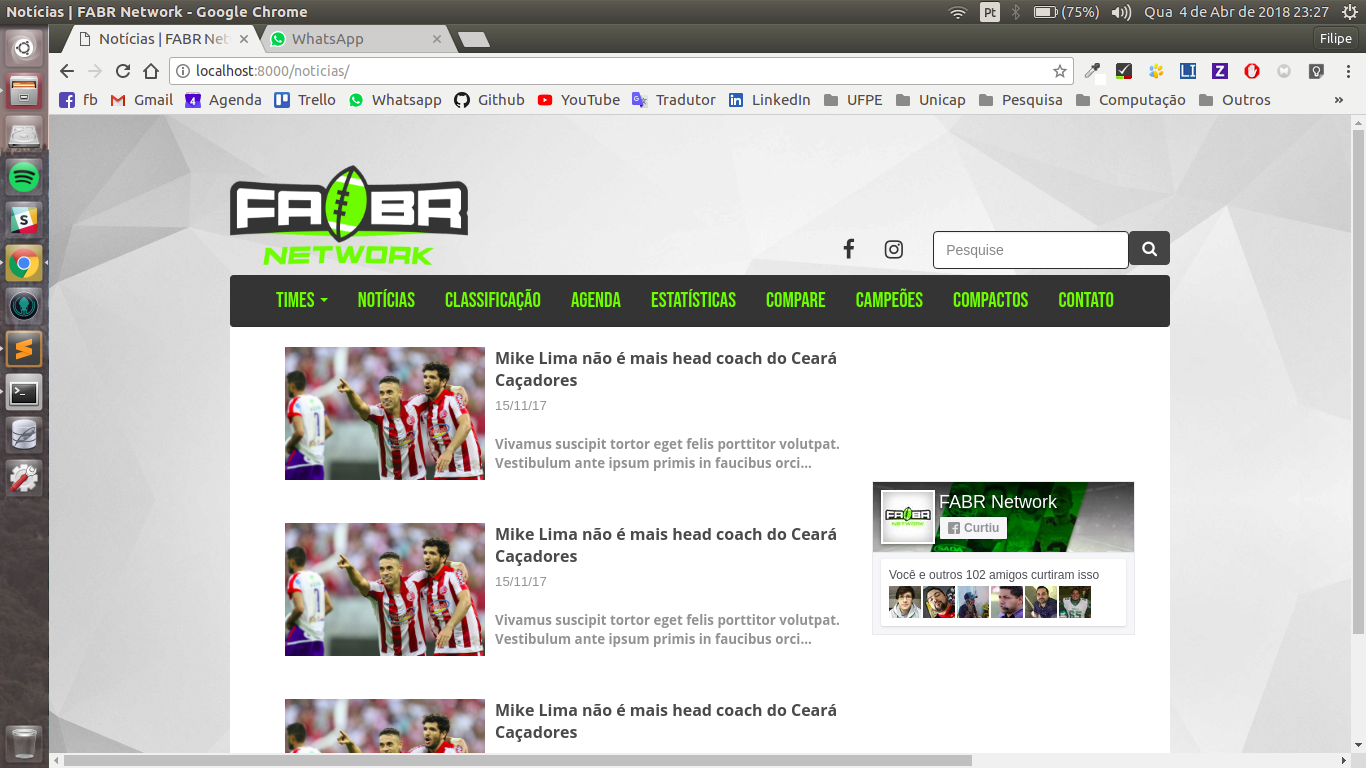 Notícias | FABR Network - Google Chrome
Pt
(75%)
Qua 4 de Abr de 2018 23:27
Notícias | FABR Net
WhatsApp
Filipe
localhost:8000/noticias/
fb
Gmail
Agenda
Trello
Whatsapp
Github
YouTube
Tradutor
LinkedIn
UFPE
Unicap
Pesquisa
Computação
Outros
»
FABR
NETWORK
Pesquise
TIMES
NOTÍCIAS
CLASSIFICAÇÃO
AGENDA
ESTATÍSTICAS
COMPARE
CAMPEÕES
COMPACTOS
CONTATO
Mike Lima não é mais head coach do Ceará
Caçadores
15/11/17
Vivamus suscipit tortor eget felis porttitor volutpat.
Vestibulum ante ipsum primis in faucibus orci...
Mike Lima não é mais head coach do Ceará
Caçadores
15/11/17
Vivamus suscipit tortor eget felis porttitor volutpat.
Vestibulum ante ipsum primis in faucibus orci...
Mike Lima não é mais head coach do Ceará
Caçadores
FABR
NETWORK
FABR Network
Curtiu
Você e outros 102 amigos curtiram isso